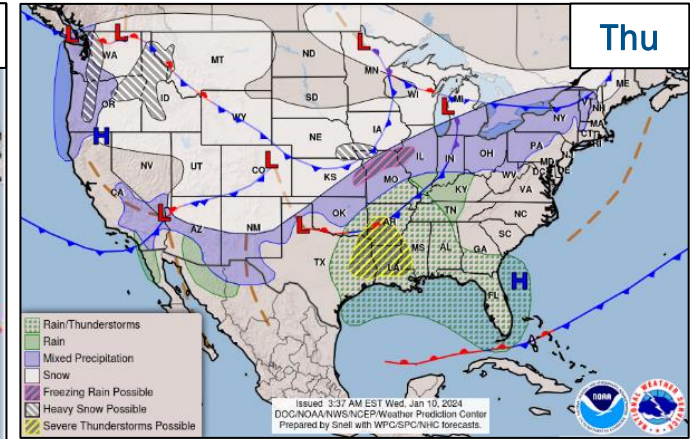 Thu
L
L
L
WA
MT
ND
MN
ME
OR
ID
SD
WI
L
MI
VT
NH
NY
MA
CT
RI
H
WY
IA
NE
IL
IN
OH
PA
NJ
MD
DE
DC
NV
UT
CO
L
KS
MO
WV
VA
KY
CA
L
AZ
NM
OK
L
AR
TN
NC
SC
TX
LA
MS
AL
GA
H
FL
Rain/Thunderstorms
Rain
Mixed Precipitation
Snow
Freezing Rain Possible
Heavy Snow Possible
Severe Thunderstorms Possible
Issued 3:37 AM EST Wed, Jan 10, 2024
DOC/NOAA/NWS/NCEP/Weather Prediction Center
Prepared by Snell with WPC/SPC/NHC forecasts.
NOAA
NATIONAL WEATHER SERVICE